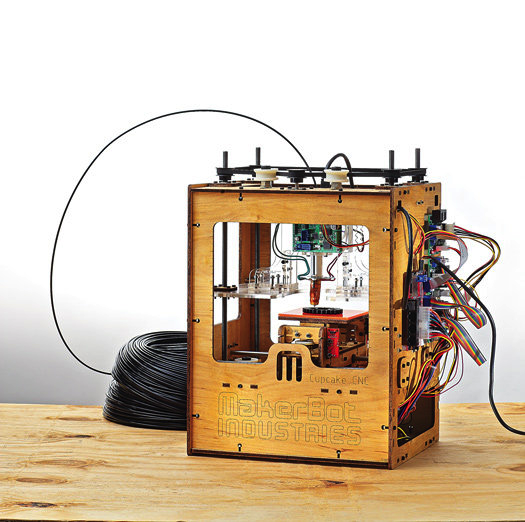 M
Cupcake CNC
MakerBot
INDUSTRIES